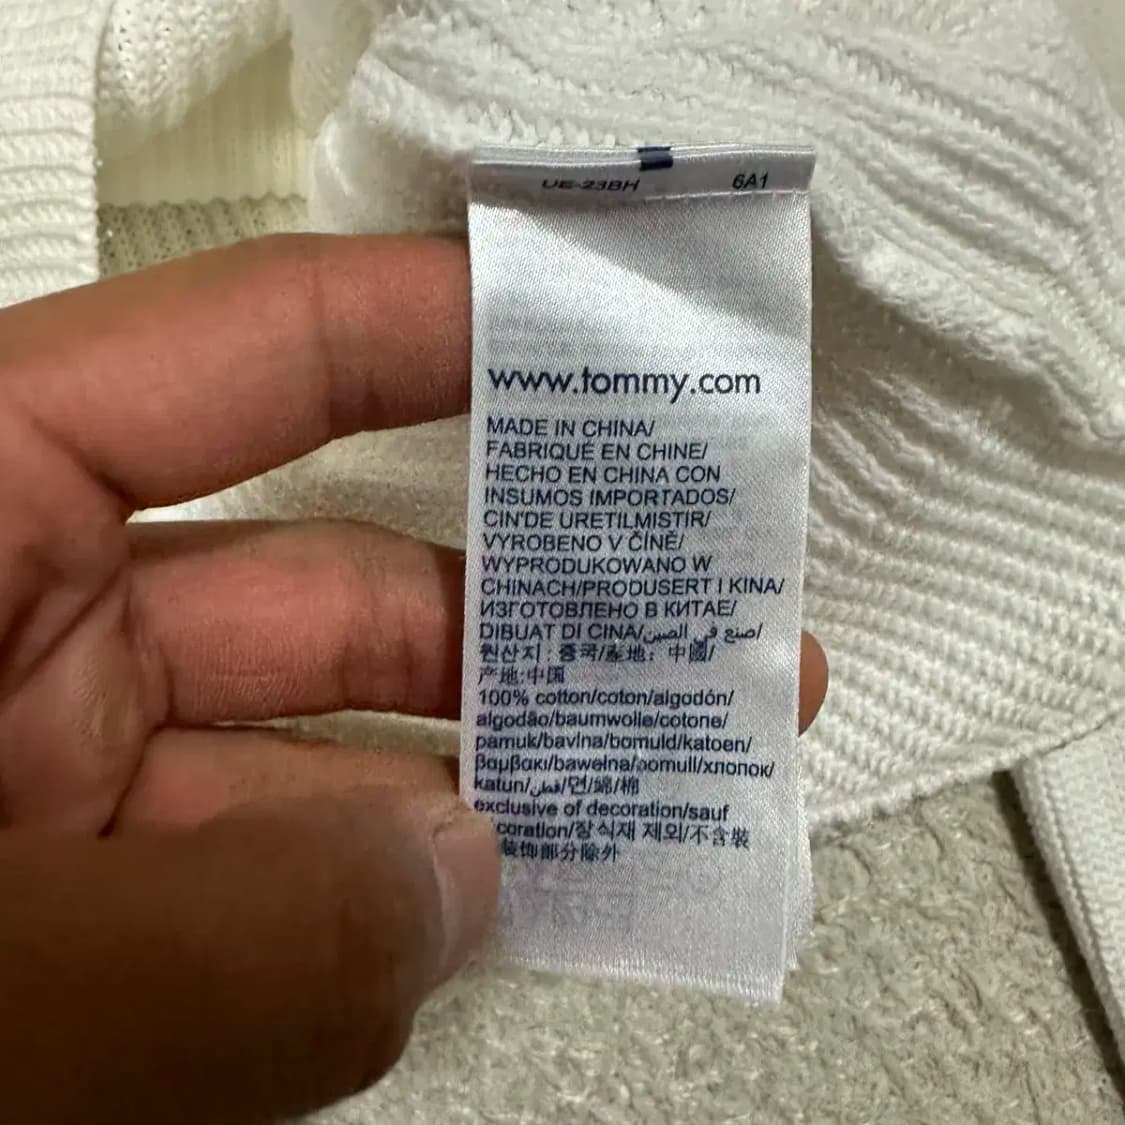 UE-23BH 6A1
www.tommy.com
MADE IN CHINA/
FABRIQUÉ EN CHINE/
HECHO EN CHINA CON
INSUMOS IMPORTADOS/
CIN'DE URETILMISTIR/
VYROBENO V ČÍNĚ/
WYPRODUKOWANO W
CHINACH/PRODUSERT I KINA/
ИЗГОТОВЛЕНО В КИТАЕ/
DIBUAT DI CINA/صنع في الصين/
원산지: 중국/產地: 中國/
产地:中国
100% cotton/coton/algodón/
algodão/baumwolle/cotone/
pamuk/bavlna/bomuld/katoen/
βαμβακι/bawełna/bomull/хлопок/
katun/قطن/면/綿/棉
exclusive of decoration/sauf
coration/장식재 제외/不含裝
装饰部分除外